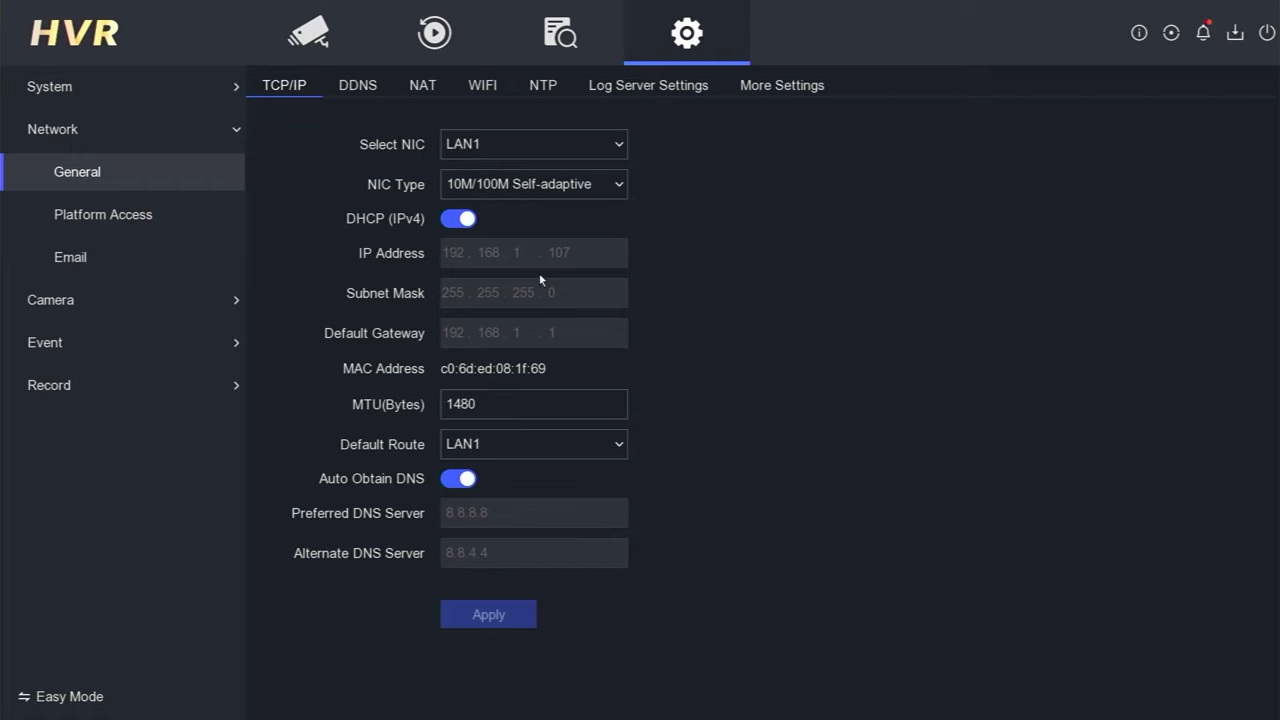 HVR
System
Network
General
Platform Access
Email
Camera
Event
Record
Easy Mode
TCP/IP DDNS NAT WIFI NTP Log Server Settings More Settings
Select NIC LAN1
NIC Type 10M/100M Self-adaptive
DHCP (IPv4)
IP Address 192 . 168 . 1 . 107
Subnet Mask 255 . 255 . 255 . 0
Default Gateway 192 . 168 . 1 . 1
MAC Address c0:6d:ed:08:1f:69
MTU(Bytes) 1480
Default Route LAN1
Auto Obtain DNS
Preferred DNS Server 8.8.8.8
Alternate DNS Server 8.8.4.4
Apply